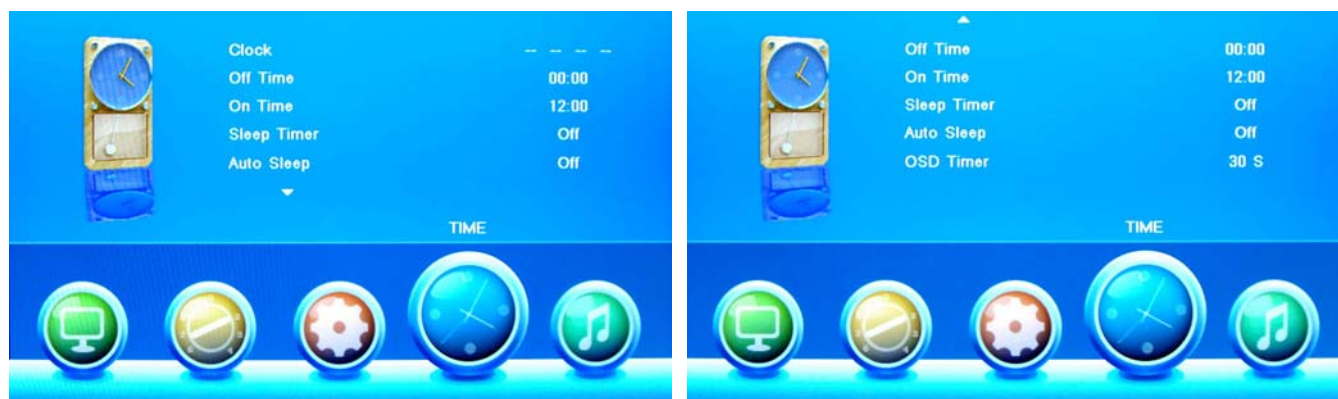 Clock -- -- -- --
Off Time 00:00
On Time 12:00
Sleep Timer Off
Auto Sleep Off
TIME
Off Time 00:00
On Time 12:00
Sleep Timer Off
Auto Sleep Off
OSD Timer 30 S
TIME